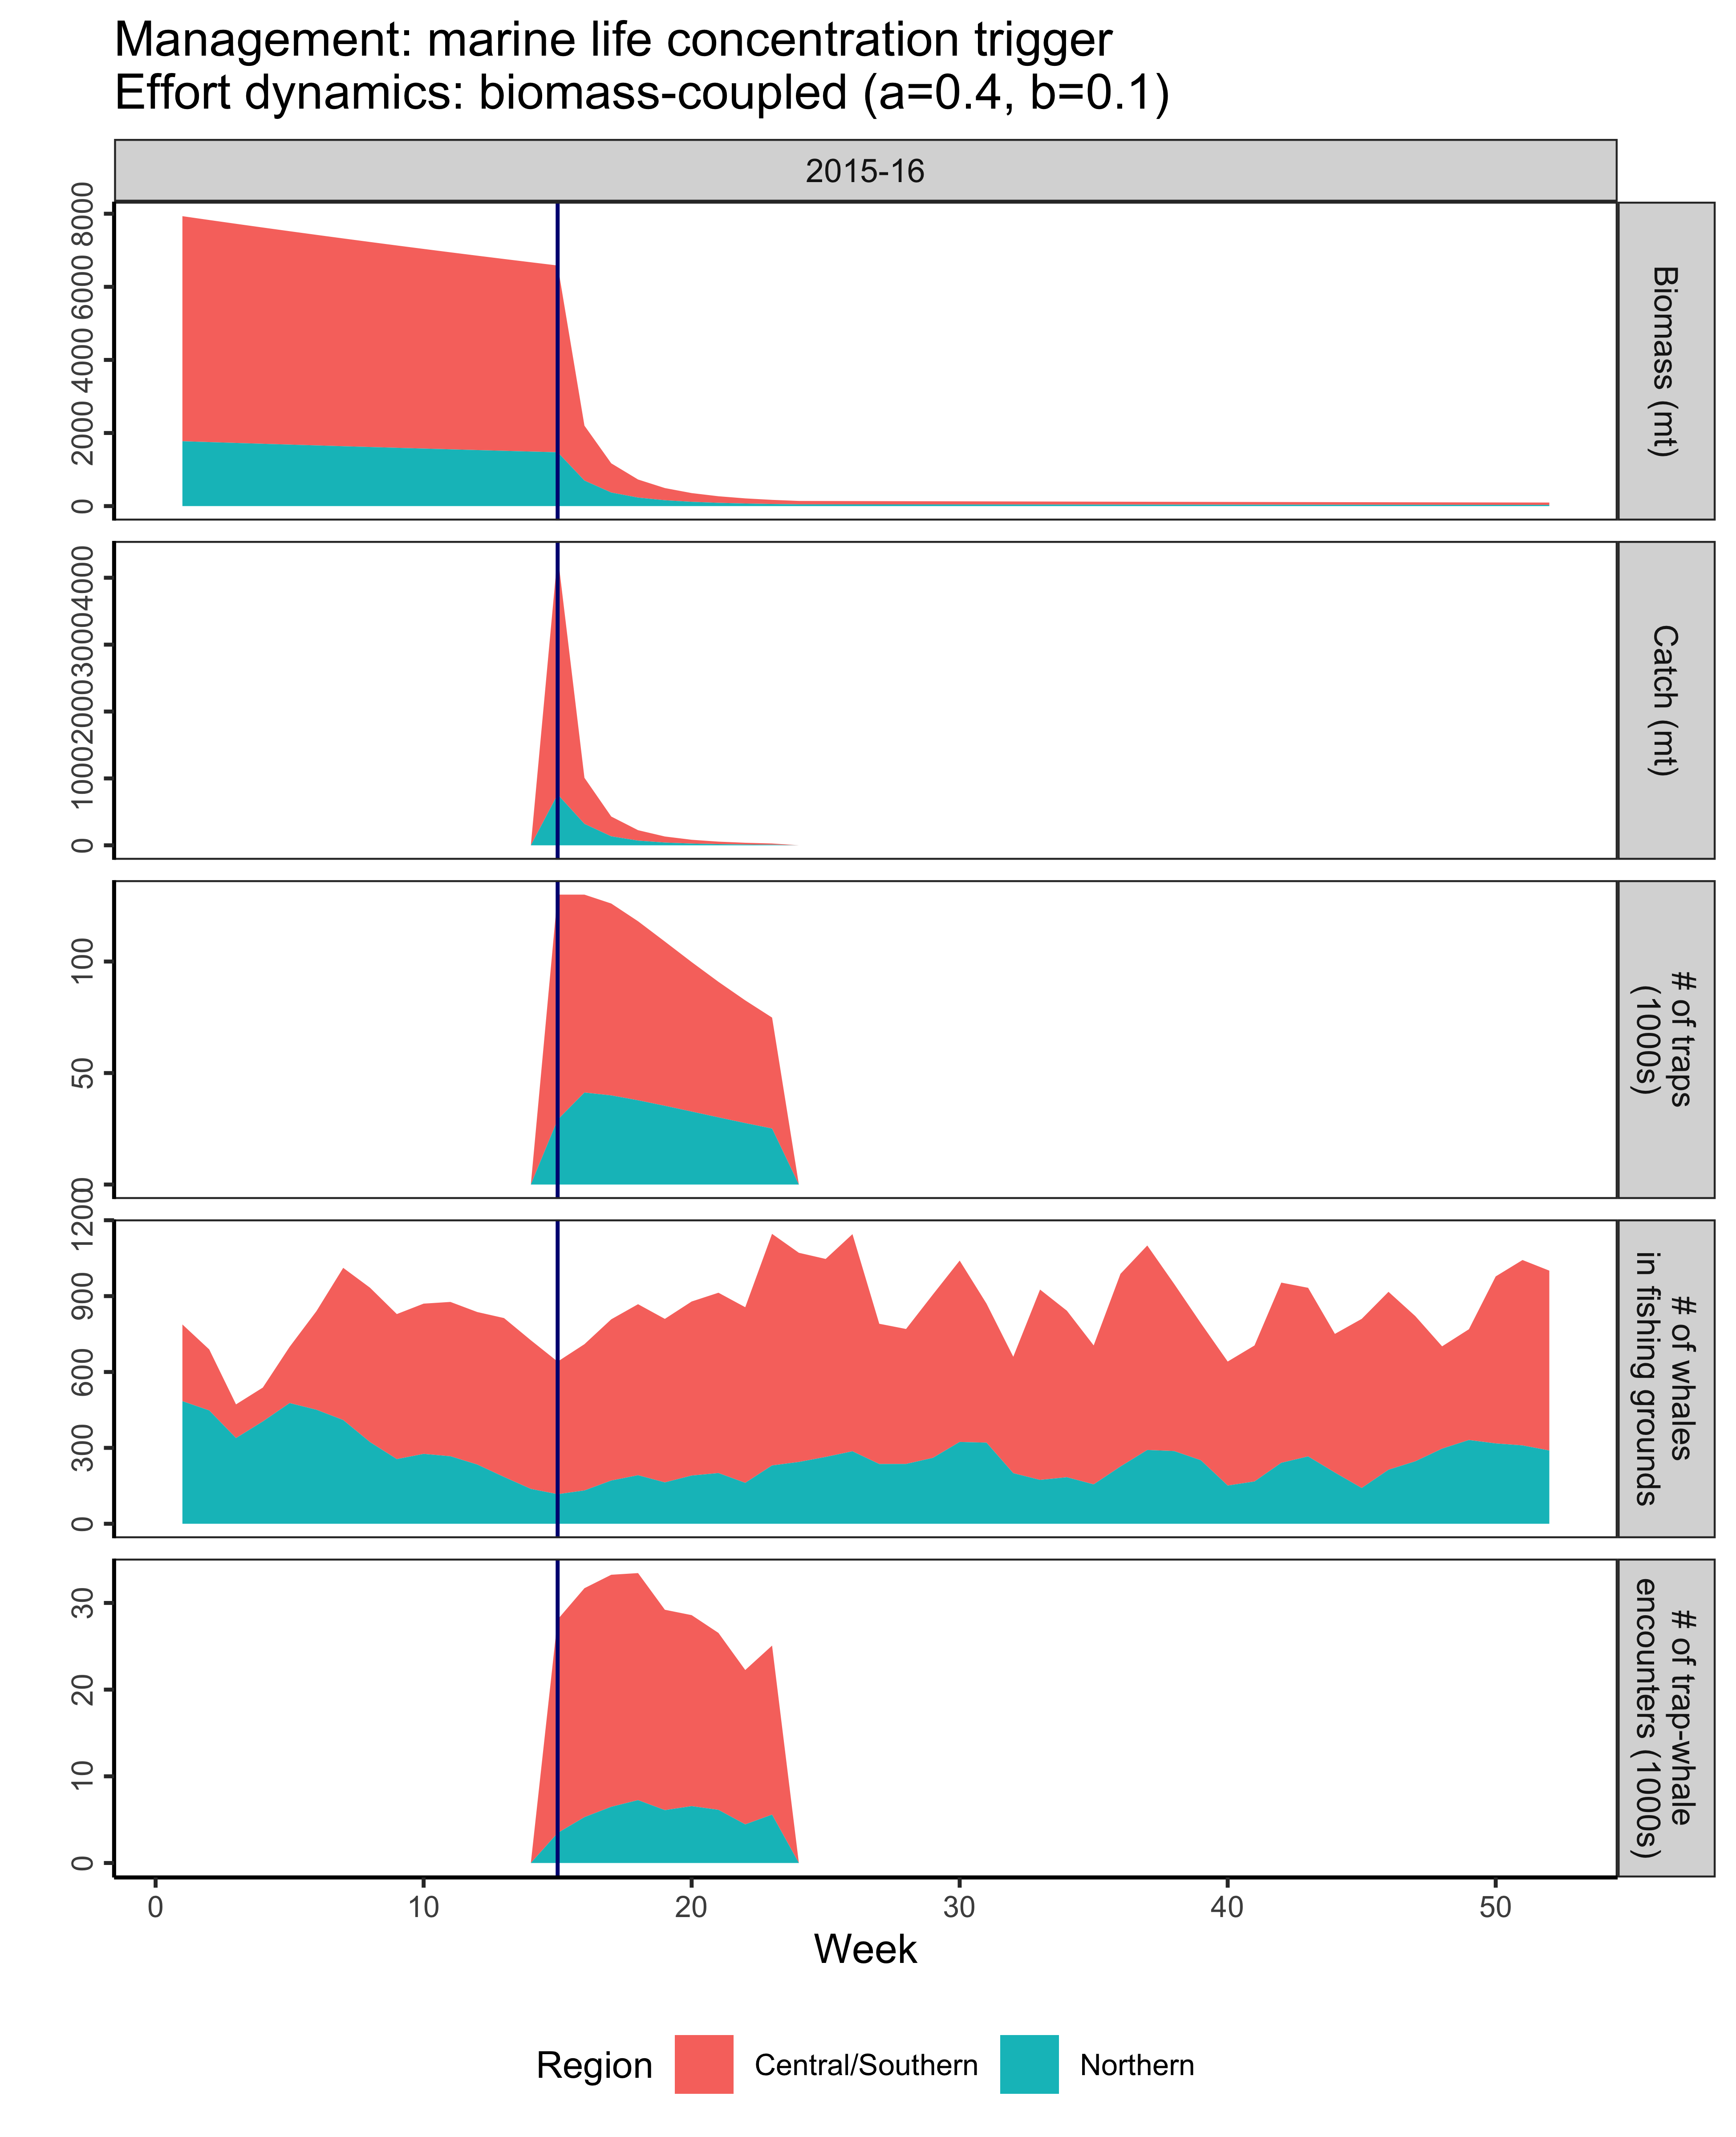 Management: marine life concentration trigger
Effort dynamics: biomass-coupled (a=0.4, b=0.1)
2015-16
8000
6000
4000
2000
0
Biomass (mt)
4000
3000
2000
1000
0
Catch (mt)
100
50
0
# of traps
(1000s)
1200
900
600
300
0
# of whales
in fishing grounds
30
20
10
0
# of trap-whale
encounters (1000s)
0 10 20 30 40 50
Week
Region Central/Southern Northern